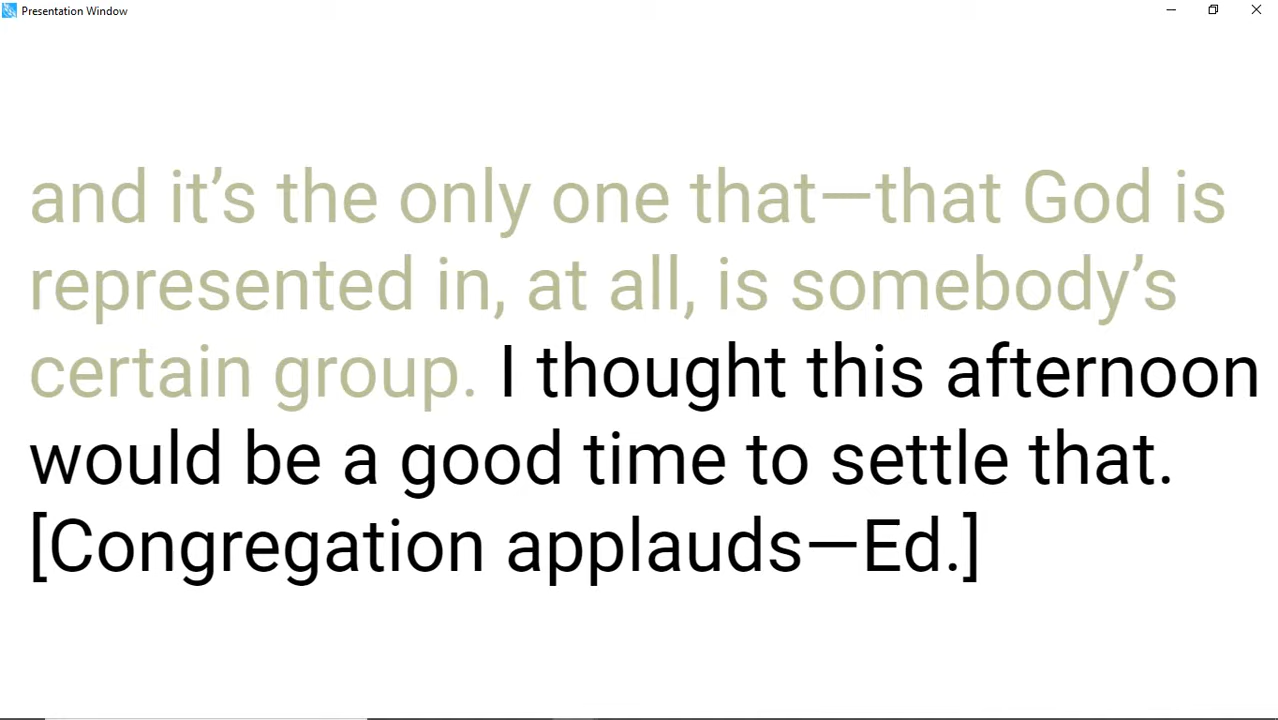 Presentation Window
and it’s the only one that—that God is
represented in, at all, is somebody’s
certain group. I thought this afternoon
would be a good time to settle that.
[Congregation applauds—Ed.]